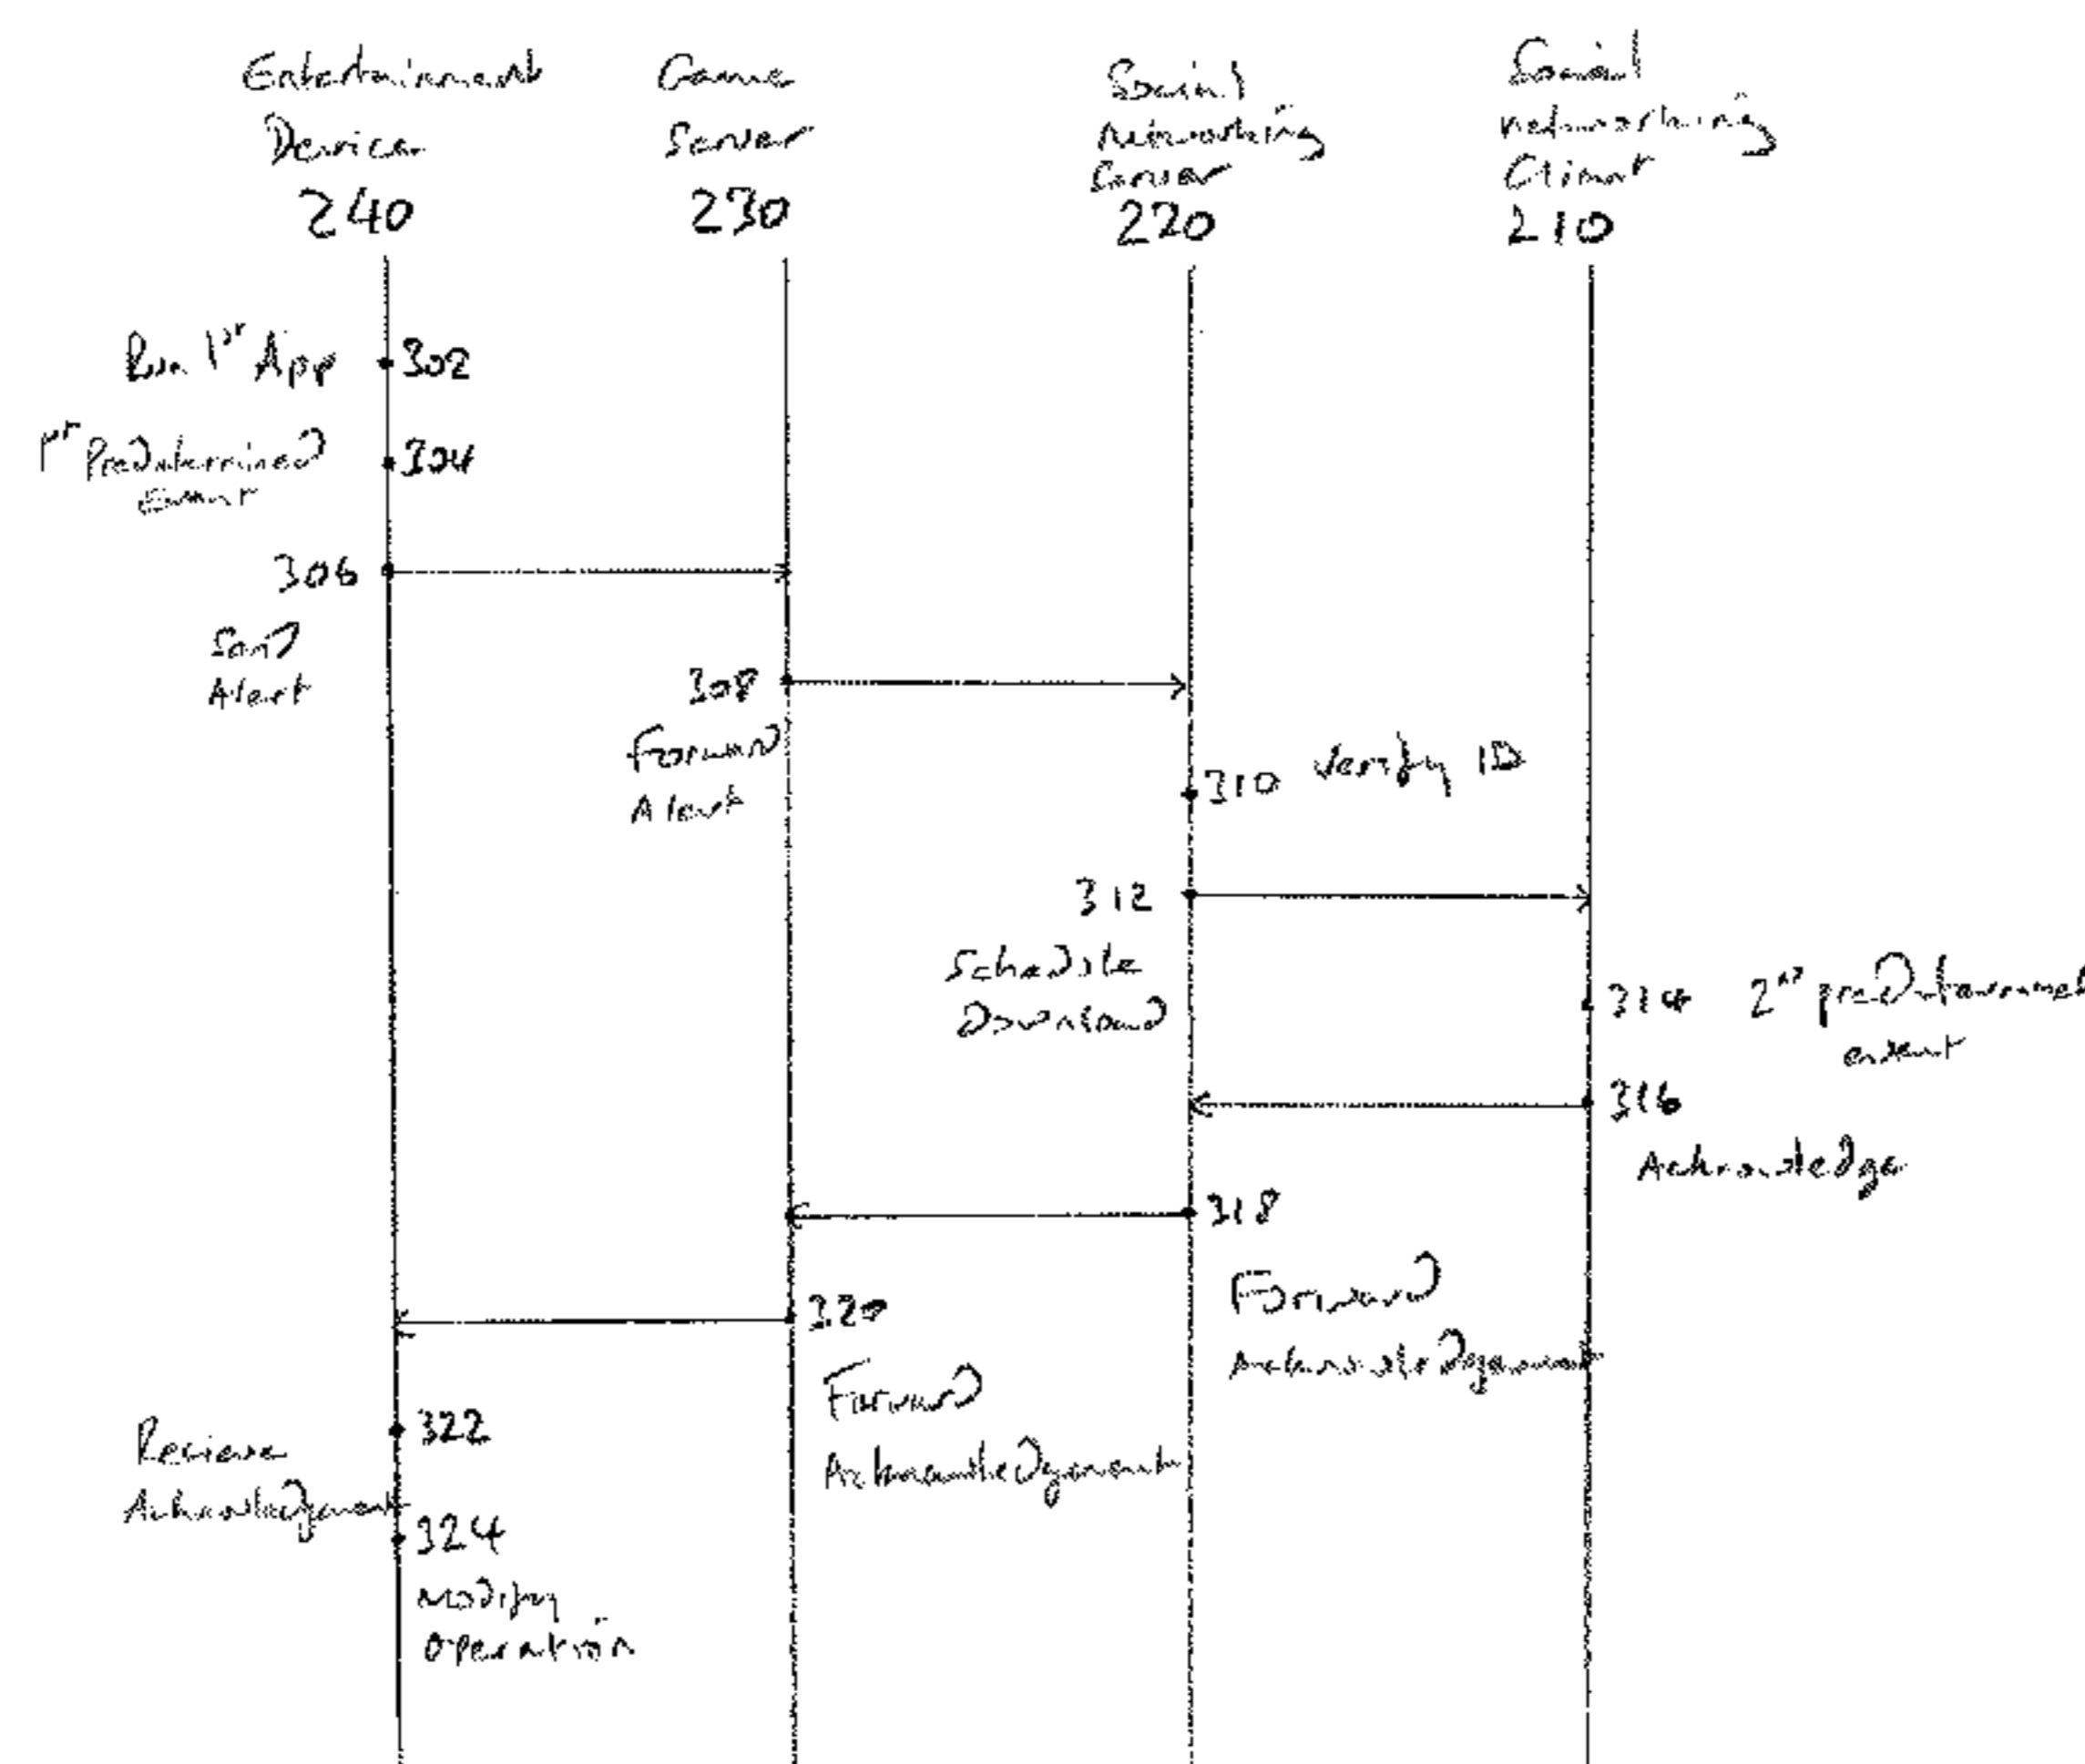 Entertainment
Device
240
Game
Server
230
Social
Networking
Server
220
Social
networking
Client
210
Run 1st App
302
1st Predetermined
Event
304
306
Send
Alert
308
Forward
Alert
310 Verify ID
312
Schedule
Download
314 2nd predetermined
event
316
Acknowledge
318
Forward
Acknowledgement
320
Forward
Acknowledgement
322
Recieve
Acknowledgement
324
Modify
Operation